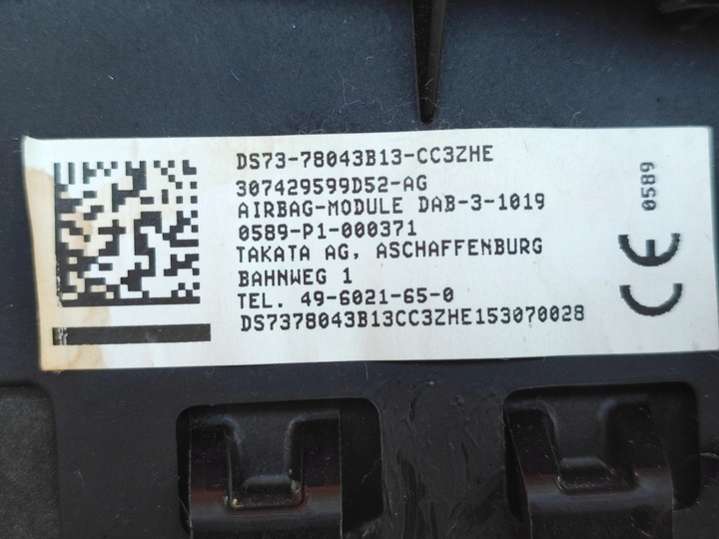 DS73-78043B13-CC3ZHE
307429599D52-AG
AIRBAG-MODULE DAB-3-1019
0589-P1-000371
TAKATA AG, ASCHAFFENBURG
BAHNWEG 1
TEL. 49-6021-65-0
DS7378043B13CC3ZHE153070028
CE 0589